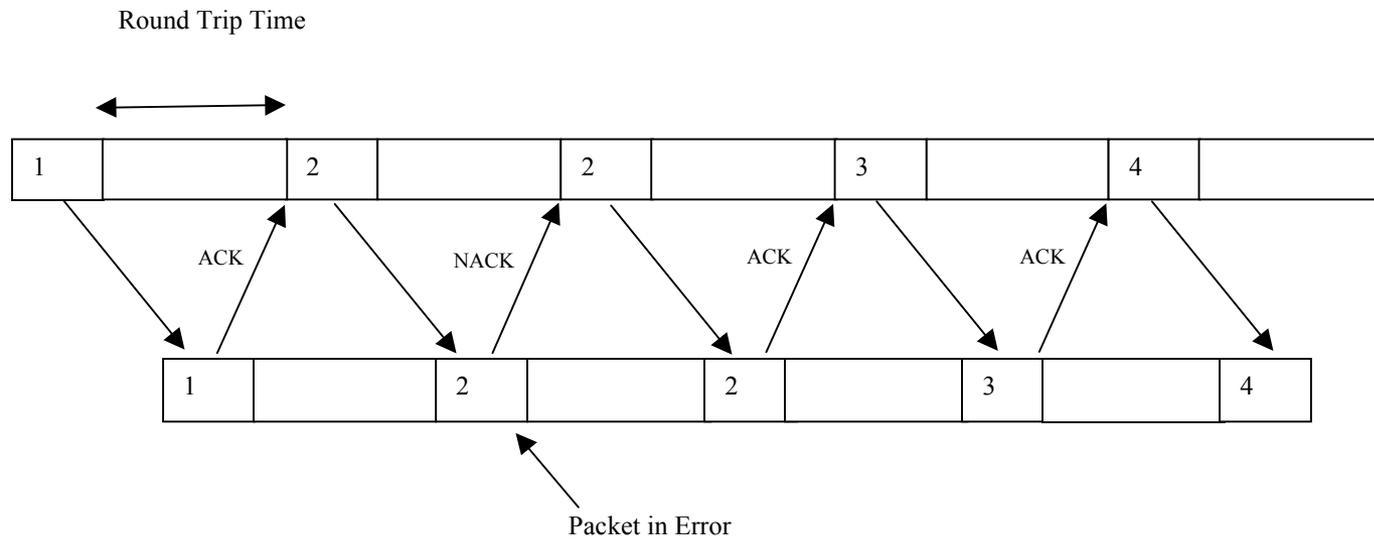 Round Trip Time
1 2 2 3 4
ACK NACK ACK ACK
1 2 2 3 4
Packet in Error